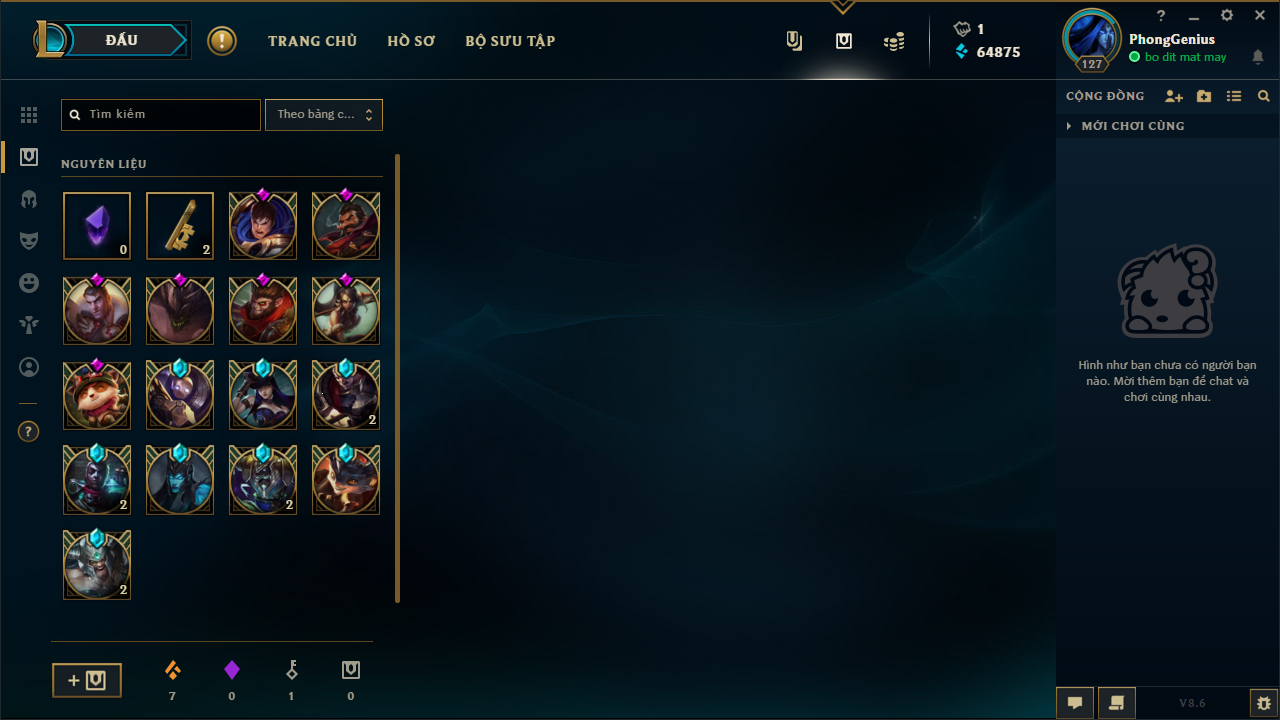 ĐẤU
!
TRANG CHỦ
HỒ SƠ
BỘ SƯU TẬP
1
64875
?
127
PhongGenius
bo dit mat may
CỘNG ĐỒNG
MỚI CHƠI CÙNG
Tìm kiếm
Theo bảng c...
NGUYÊN LIỆU
0
2
2
2
2
2
?
Hình như bạn chưa có người bạn
nào. Mời thêm bạn để chat và
chơi cùng nhau.
7
0
1
0
V8.6